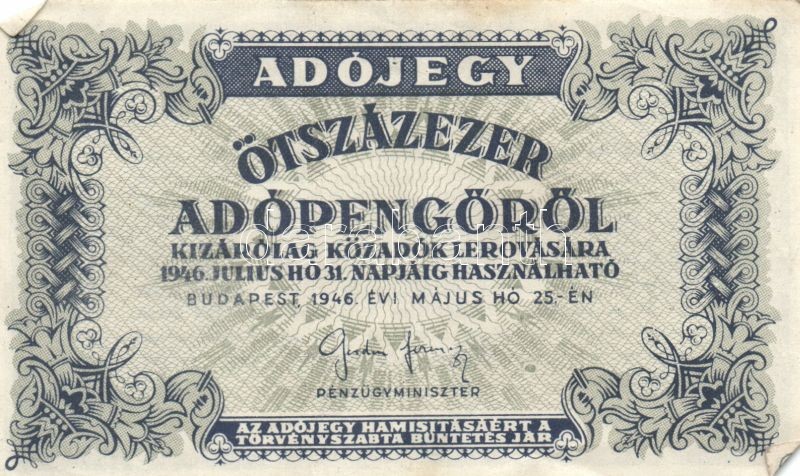 ADÓJEGY
ÖTSZÁZEZER
ADÓPENGŐRŐL
KIZÁRÓLAG KÖZADÓK LEROVÁSÁRA
1946. JULIUS HÓ 31. NAPJÁIG HASZNÁLHATÓ
BUDAPEST, 1946. ÉVI MÁJUS HÓ 25.-ÉN
PÉNZÜGYMINISZTER
AZ ADÓJEGY HAMISITÁSÁÉRT A
TÖRVÉNYSZABTA BÜNTETÉS JÁR